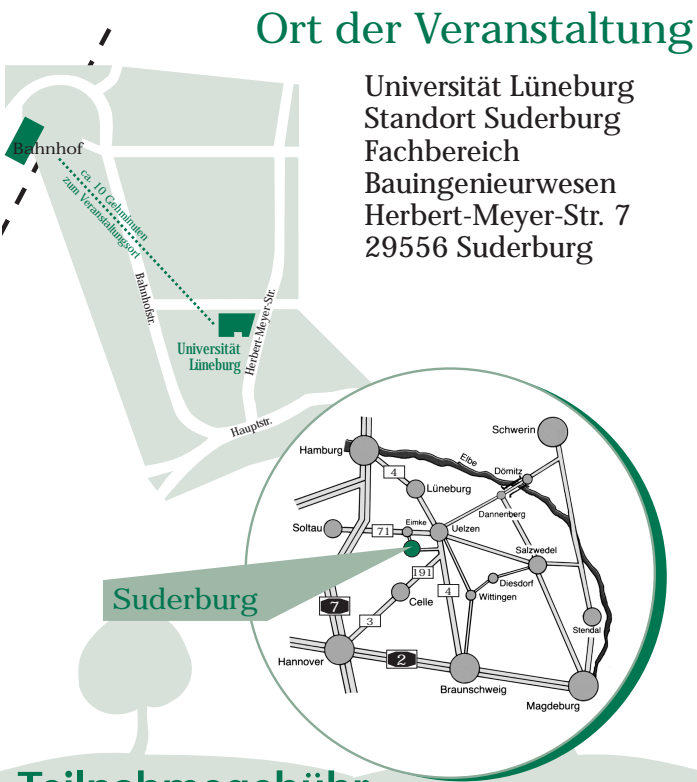 Ort der Veranstaltung
Universität Lüneburg
Standort Suderburg
Fachbereich
Bauingenieurwesen
Herbert-Meyer-Str. 7
29556 Suderburg
Bahnhof
ca. 10 Gehminuten
zum Veranstaltungsort
Bahnhofstr.
Herbert-Meyer-Str.
Universität
Lüneburg
Hauptstr.
Schwerin
Hamburg
Elbe
4
Dömitz
Lüneburg
Dannenberg
Soltau
71
Eimke
Uelzen
Salzwedel
191
Diesdorf
Suderburg
7
Celle
4
Wittingen
3
Stendal
Hannover
2
Braunschweig
Magdeburg
Teilnahmegebühr